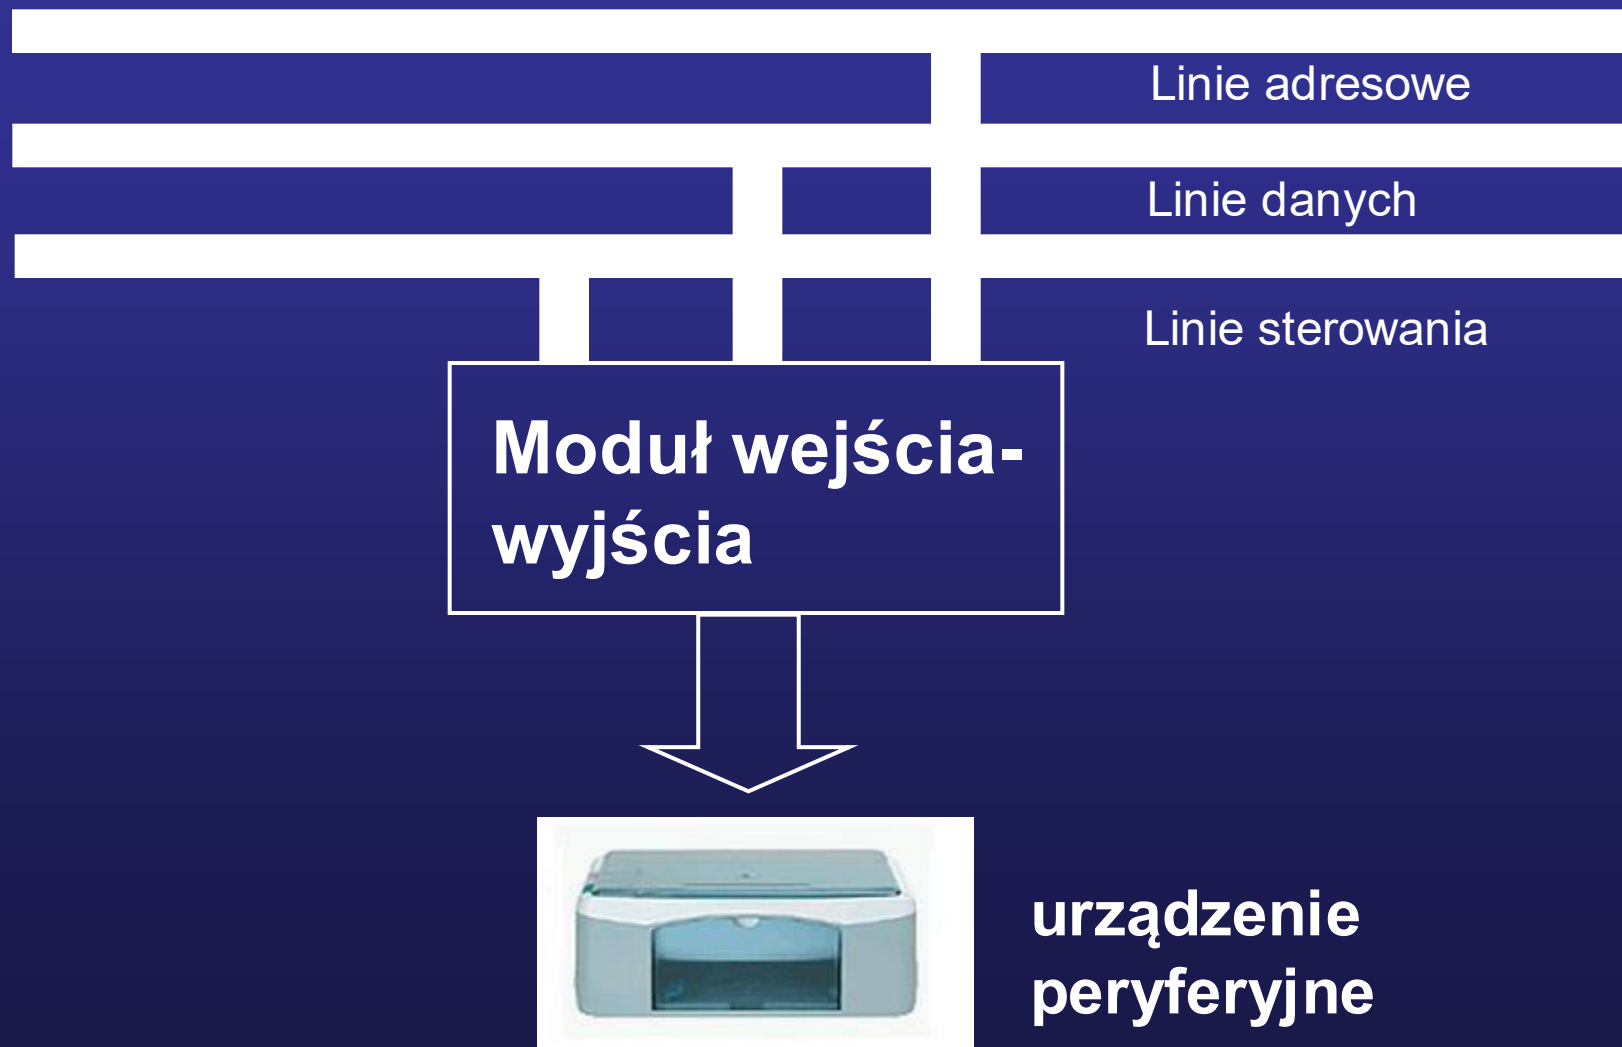 Linie adresowe
Linie danych
Linie sterowania
Moduł wejścia-
wyjścia
urządzenie
peryferyjne